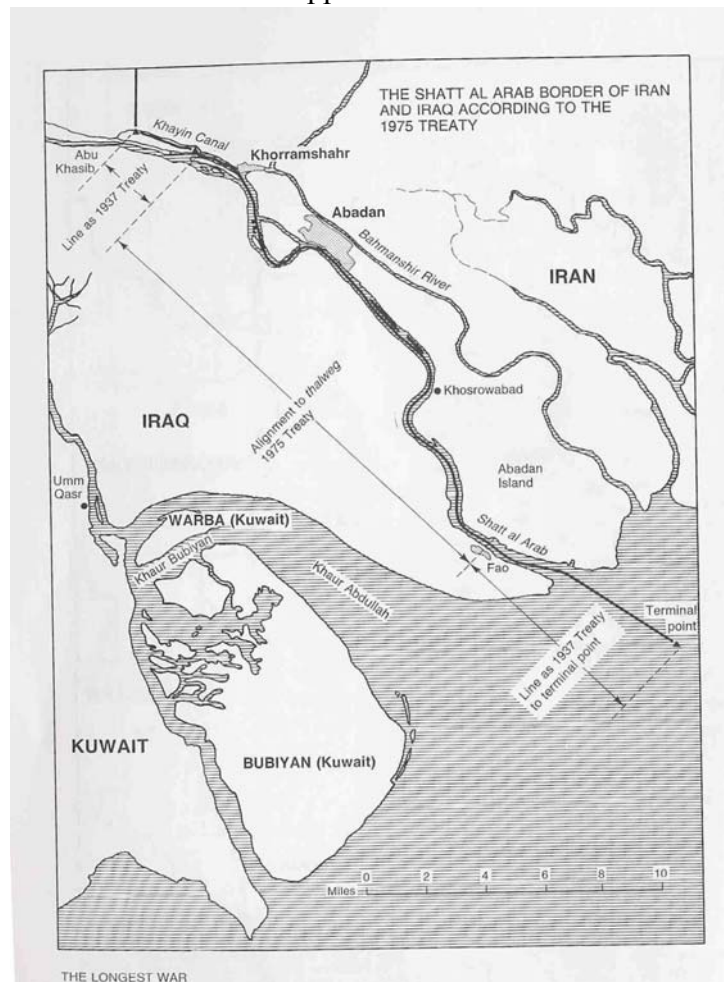 THE SHATT AL ARAB BORDER OF IRAN
AND IRAQ ACCORDING TO THE
1975 TREATY
Khayin Canal
Abu
Khasib
Khorramshahr
Line as 1937 Treaty
Abadan
Bahmanshir River
IRAN
Alignment to thalweg
1975 Treaty
Khosrowabad
IRAQ
Umm
Qasr
Abadan
Island
WARBA (Kuwait)
Khaur Bubiyan
Khaur Abdullah
Shatt al Arab
Fao
Terminal
point
Line as 1937 Treaty
to terminal point
KUWAIT
BUBIYAN (Kuwait)
0 2 4 6 8 10
Miles
THE LONGEST WAR